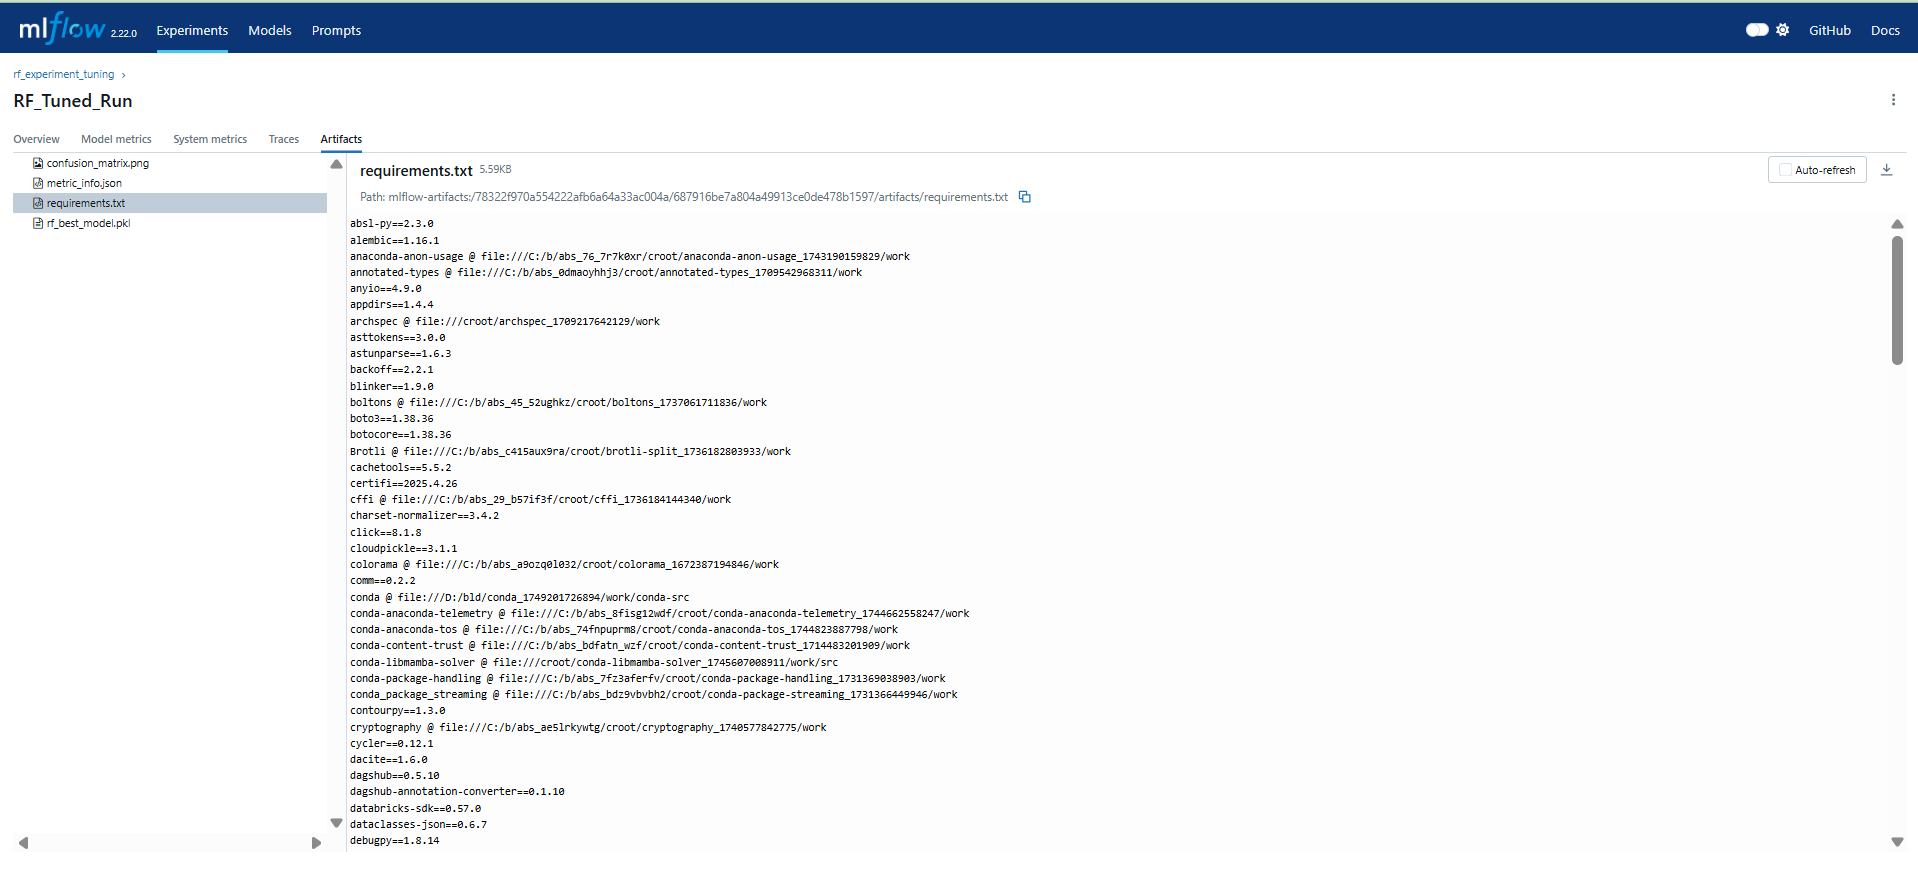 mlflow 2.22.0 Experiments Models Prompts GitHub Docs
rf_experiment_tuning ›
RF_Tuned_Run
Overview Model metrics System metrics Traces Artifacts
confusion_matrix.png
metric_info.json
requirements.txt
rf_best_model.pkl
requirements.txt 5.59KB
Auto-refresh
Path: mlflow-artifacts:/78322f970a554222afb6a64a33ac004a/687916be7a804a49913ce0de478b1597/artifacts/requirements.txt
absl-py==2.3.0
alembic==1.16.1
anaconda-anon-usage @ file:///C:/b/abs_76_7r7k0xr/croot/anaconda-anon-usage_1743190159829/work
annotated-types @ file:///C:/b/abs_0dmaoyhhj3/croot/annotated-types_1709542968311/work
anyio==4.9.0
appdirs==1.4.4
archspec @ file:///croot/archspec_1709217642129/work
asttokens==3.0.0
astunparse==1.6.3
backoff==2.2.1
blinker==1.9.0
boltons @ file:///C:/b/abs_45_52ughkz/croot/boltons_1737061711836/work
boto3==1.38.36
botocore==1.38.36
Brotli @ file:///C:/b/abs_c415aux9ra/croot/brotli-split_1736182803933/work
cachetools==5.5.2
certifi==2025.4.26
cffi @ file:///C:/b/abs_29_b57if3f/croot/cffi_1736184144340/work
charset-normalizer==3.4.2
click==8.1.8
cloudpickle==3.1.1
colorama @ file:///C:/b/abs_a9ozq0l032/croot/colorama_1672387194846/work
comm==0.2.2
conda @ file:///D:/bld/conda_1749201726894/work/conda-src
conda-anaconda-telemetry @ file:///C:/b/abs_8fisg12wdf/croot/conda-anaconda-telemetry_1744662558247/work
conda-anaconda-tos @ file:///C:/b/abs_74fnpuprm8/croot/conda-anaconda-tos_1744823887798/work
conda-content-trust @ file:///C:/b/abs_bdfatn_wzf/croot/conda-content-trust_1714483201909/work
conda-libmamba-solver @ file:///croot/conda-libmamba-solver_1745607008911/work/src
conda-package-handling @ file:///C:/b/abs_7fz3aferfv/croot/conda-package-handling_1731369038903/work
conda_package_streaming @ file:///C:/b/abs_bdz9vbvbh2/croot/conda-package-streaming_1731366449946/work
contourpy==1.3.0
cryptography @ file:///C:/b/abs_ae5lrkywtg/croot/cryptography_1740577842775/work
cycler==0.12.1
dacite==1.6.0
dagshub==0.5.10
dagshub-annotation-converter==0.1.10
databricks-sdk==0.57.0
dataclasses-json==0.6.7
debugpy==1.8.14